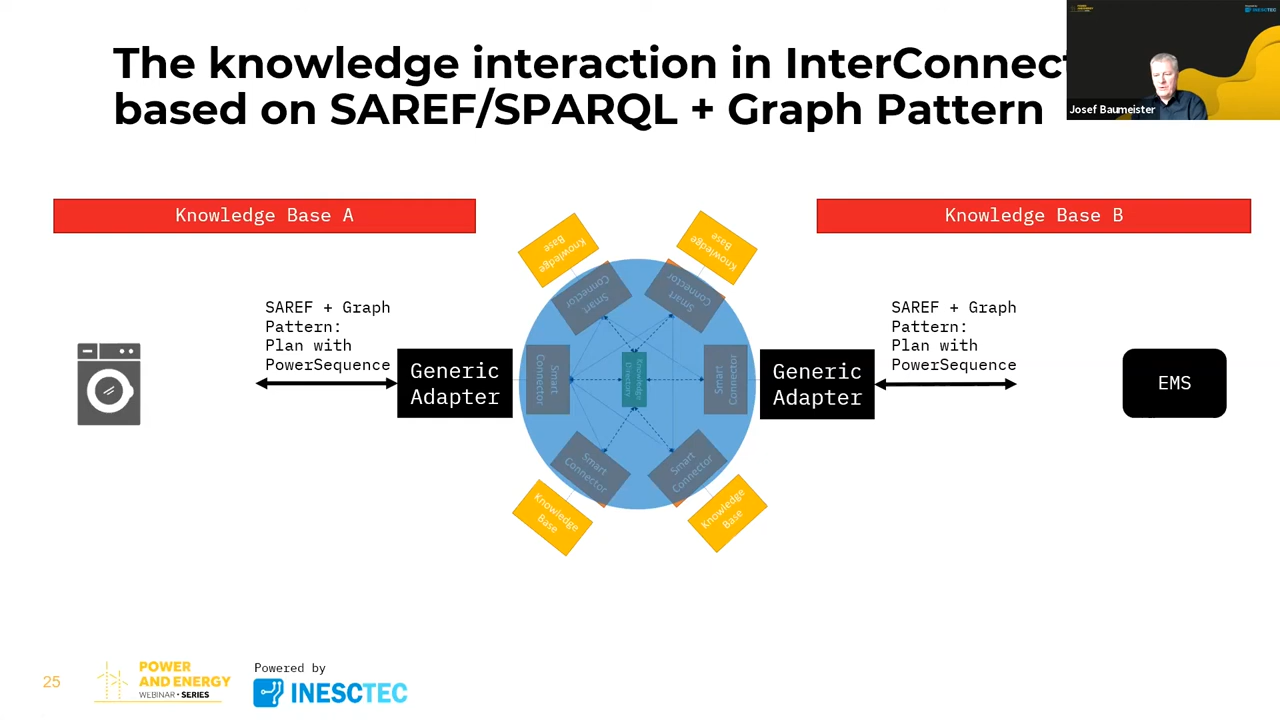 The knowledge interaction in InterConnect
based on SAREF/SPARQL + Graph Pattern
Josef Baumeister
Knowledge Base A
Knowledge Base B
SAREF + Graph
Pattern:
Plan with
PowerSequence
Generic
Adapter
Knowledge
Base
Knowledge
Base
Smart
Connector
Smart
Connector
Smart
Connector
Knowledge
Directory
Smart
Connector
Smart
Connector
Smart
Connector
Knowledge
Base
Knowledge
Base
Generic
Adapter
SAREF + Graph
Pattern:
Plan with
PowerSequence
EMS
25
POWER
AND ENERGY
WEBINAR • SERIES
Powered by
INESCTEC
INESCTEC